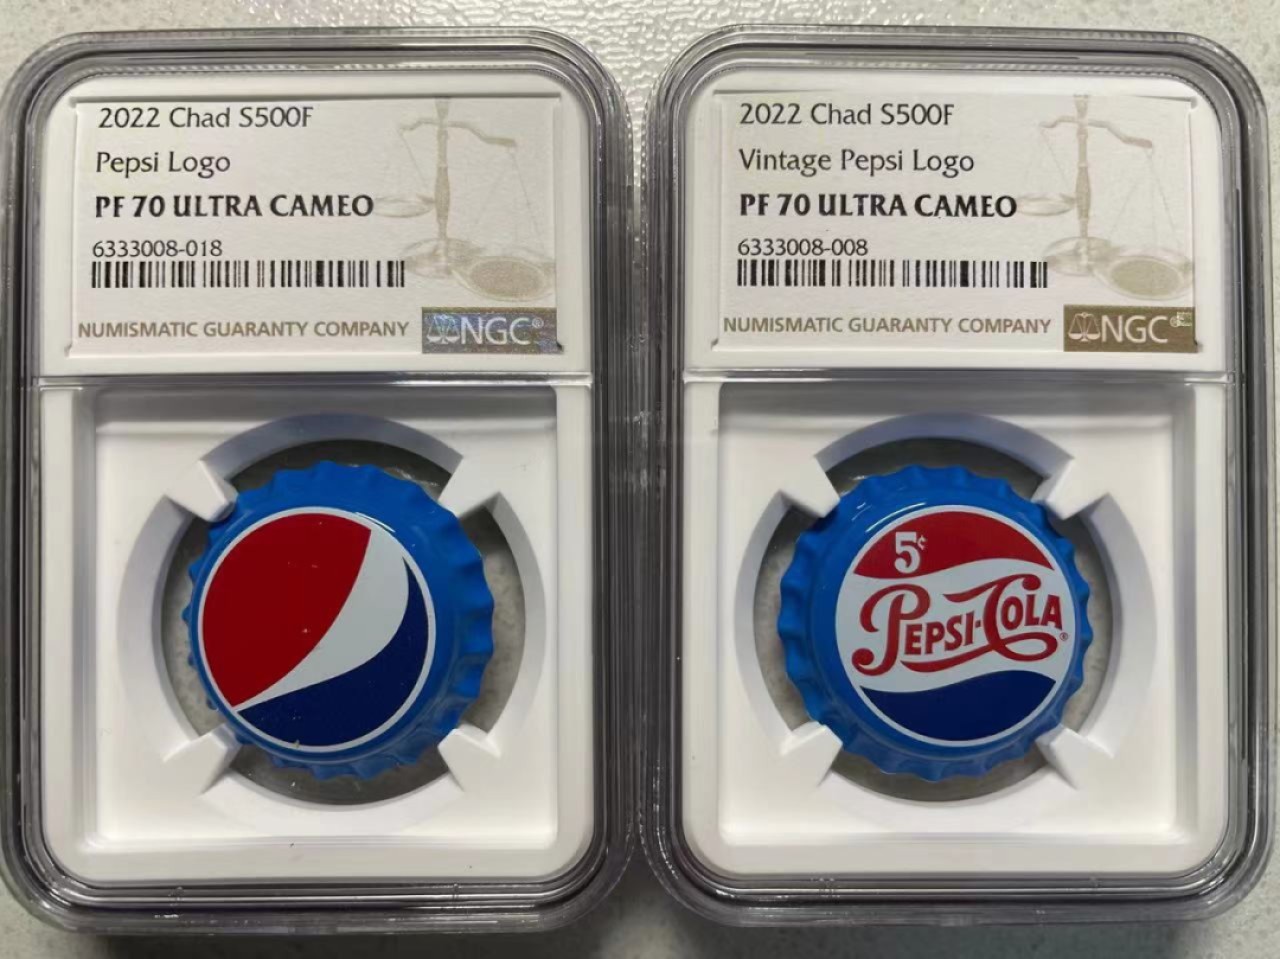 2022 Chad S500F
Pepsi Logo
PF 70 ULTRA CAMEO
6333008-018
NUMISMATIC GUARANTY COMPANY
NGC®
2022 Chad S500F
Vintage Pepsi Logo
PF 70 ULTRA CAMEO
6333008-008
NUMISMATIC GUARANTY COMPANY
NGC®
5¢
PEPSI-COLA®